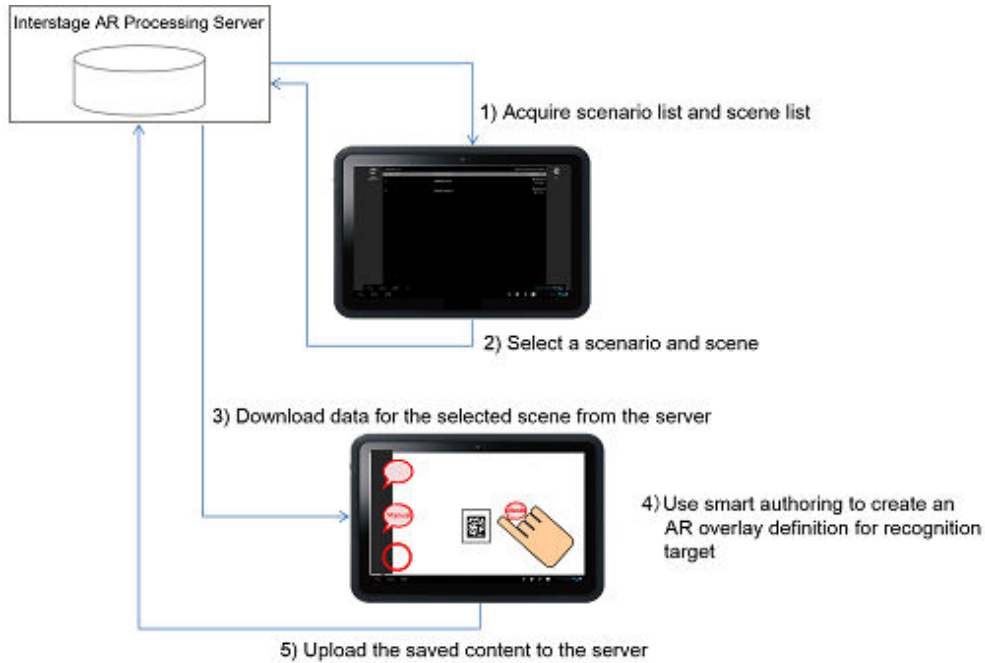 Interstage AR Processing Server
1) Acquire scenario list and scene list
2) Select a scenario and scene
3) Download data for the selected scene from the server
Manual
4) Use smart authoring to create an
AR overlay definition for recognition
target
5) Upload the saved content to the server